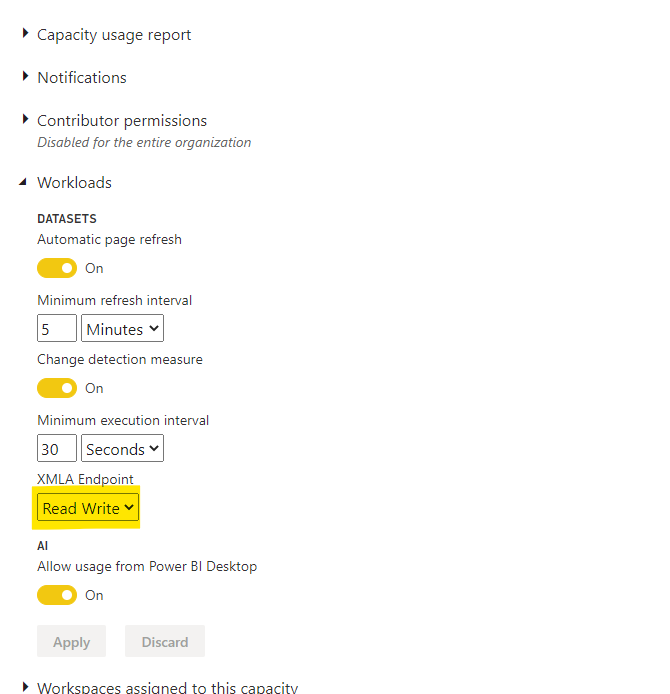 Capacity usage report
Notifications
Contributor permissions
Disabled for the entire organization
Workloads
DATASETS
Automatic page refresh
On
Minimum refresh interval
5 Minutes
Change detection measure
On
Minimum execution interval
30 Seconds
XMLA Endpoint
Read Write
AI
Allow usage from Power BI Desktop
On
Apply Discard
Workspaces assigned to this capacity